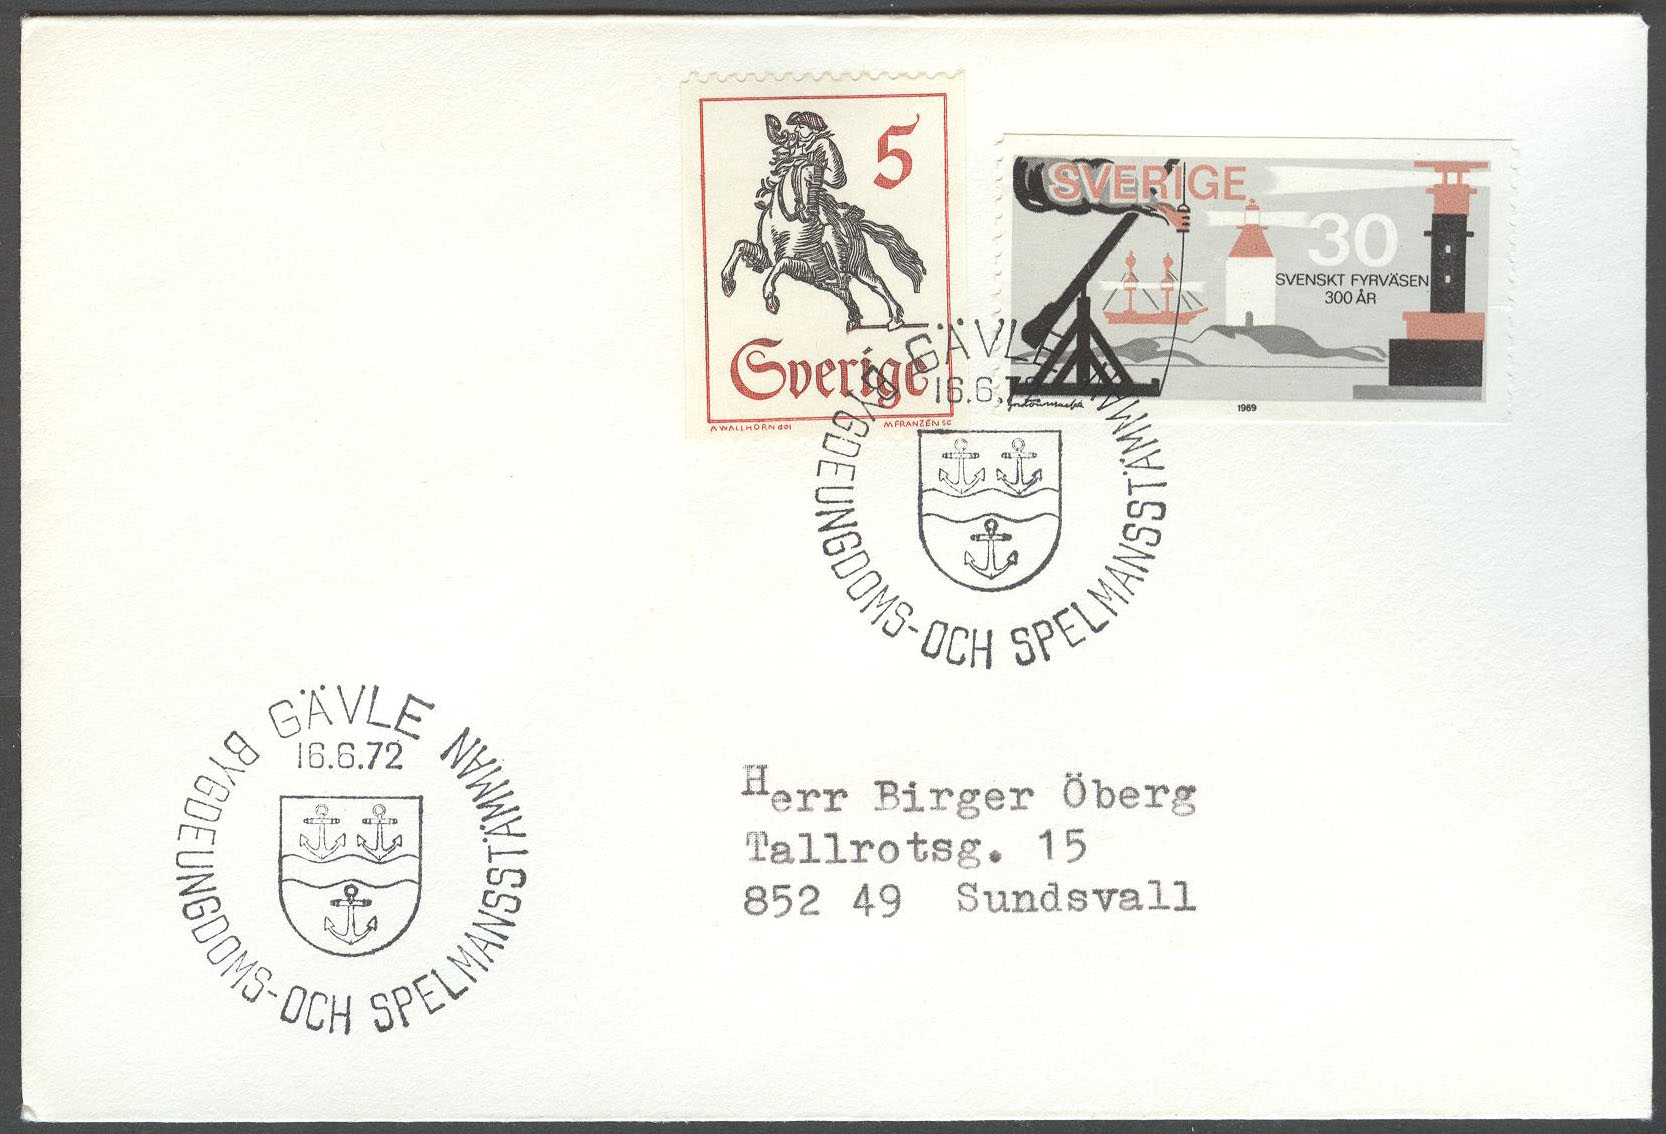 5
Sverige
A WALLHORN del
M FRANZÉN SC
SVERIGE
30
SVENSKT FYRVÄSEN
300 ÅR
1969
GÄVLE
16.6.72
BYGDEUNGDOMS-OCH SPELMANSSTÄMMAN
GÄVLE
16.6.72
BYGDEUNGDOMS-OCH SPELMANSSTÄMMAN
Herr Birger Öberg
Tallrotsg. 15
852 49 Sundsvall